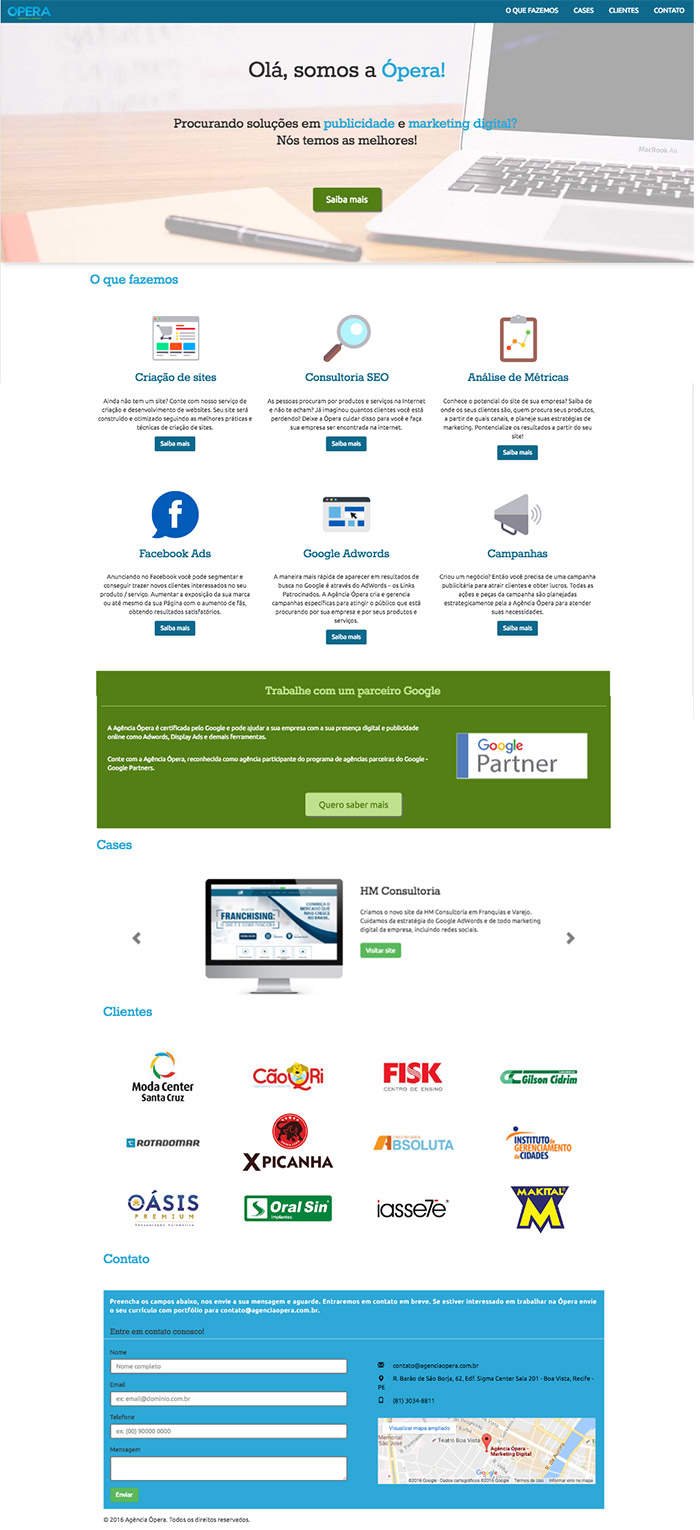 ÓPERA
O QUE FAZEMOS CASES CLIENTES CONTATO
Olá, somos a Ópera!
Procurando soluções em publicidade e marketing digital?
Nós temos as melhores!
MacBook Air
Saiba mais
O que fazemos
Criação de sites
Ainda não tem um site? Conte com nosso serviço de
criação e desenvolvimento de websites. Seu site será
construído e otimizado seguindo as melhores práticas e
técnicas de criação de sites.
Saiba mais
Consultoria SEO
As pessoas procuram por produtos e serviços na Internet
e não te acham? Já imaginou quantos clientes você está
perdendo? Deixe a Ópera cuidar disso para você e faça
sua empresa ser encontrada na internet.
Saiba mais
Análise de Métricas
Conhece o potencial do site de sua empresa? Saiba de
onde os seus clientes são, quem procura seus produtos,
a partir de quais canais, e planeje suas estratégias de
marketing. Pontencialize os resultados a partir do seu
site!
Saiba mais
Facebook Ads
Anunciando no Facebook você pode segmentar e
conseguir trazer novos clientes interessados no seu
produto / serviço. Aumentar a exposição da sua marca
ou até mesmo da sua Página com o aumento de fãs,
obtendo resultados satisfatórios.
Saiba mais
Google Adwords
A maneira mais rápida de aparecer em resultados de
busca no Google é através do AdWords – os Links
Patrocinados. A Agência Ópera cria e gerencia
campanhas específicas para atingir o público que está
procurando por sua empresa e por seus produtos e
serviços.
Saiba mais
Campanhas
Criou um negócio? Então você precisa de uma campanha
publicitária para atrair clientes e obter lucros. Todas as
ações e peças da campanha são planejadas
estrategicamente pela a Agência Ópera para atender
suas necessidades.
Saiba mais
Trabalhe com um parceiro Google
A Agência Ópera é certificada pelo Google e pode ajudar a sua empresa com a sua presença digital e publicidade
online como Adwords, Display Ads e demais ferramentas.
Conte com a Agência Ópera, reconhecida como agência participante do programa de agências parceiras do Google -
Google Partners.
Google
Partner
Quero saber mais
Cases
FRANCHISING:
O QUE É E COMO FUNCIONA
CONHEÇA O
MERCADO QUE
MAIS CRESCE
NO BRASIL.
HM Consultoria
Criamos o novo site da HM Consultoria em Franquias e Varejo.
Cuidamos da estratégia do Google AdWords e de todo marketing
digital da empresa, incluindo redes sociais.
Visitar site
Clientes
Moda Center
Santa Cruz
CãoQRi
FISK
CENTRO DE ENSINO
Gilson Cidrim
ROTADOMAR
XPICANHA
ABSOLUTA
INSTITUTO
de GERENCIAMENTO
de CIDADES
OÁSIS
PREMIUM
Oral Sin
Implantes
iasse7é
MAKITAL
M
Contato
Preencha os campos abaixo, nos envie a sua mensagem e aguarde. Entraremos em contato em breve. Se estiver interessado em trabalhar na Ópera envie
o seu currículo com portfólio para contato@agenciaopera.com.br.
Entre em contato conosco!
Nome
Nome completo
Email
ex: email@dominio.com.br
Telefone
ex: (00) 90000 0000
Mensagem
Enviar
contato@agenciaopera.com.br
R. Barão de São Borja, 62, Edf. Sigma Center Sala 201 - Boa Vista, Recife -
PE
(81) 3034-8811
Visualizar mapa ampliado
Memorial
São José
Teatro Boa Vista
Agência Ópera -
Marketing Digital
R. da Aurora
Google
©2016 Google - Dados cartográficos ©2016 Google Termos de Uso Informar erro no mapa
© 2016 Agência Ópera. Todos os direitos reservados.